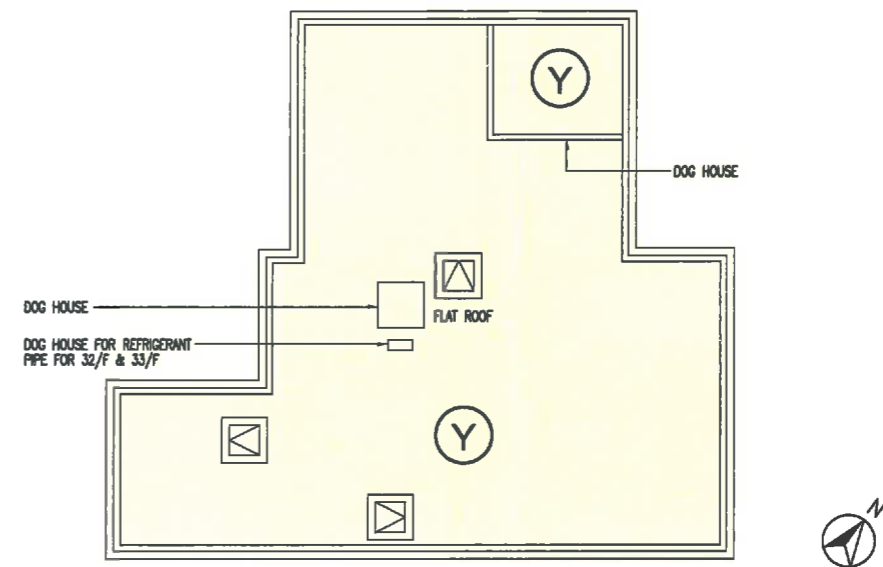 Y
DOG HOUSE
DOG HOUSE
FLAT ROOF
DOG HOUSE FOR REFRIGERANT
PIPE FOR 32/F & 33/F
Y
N